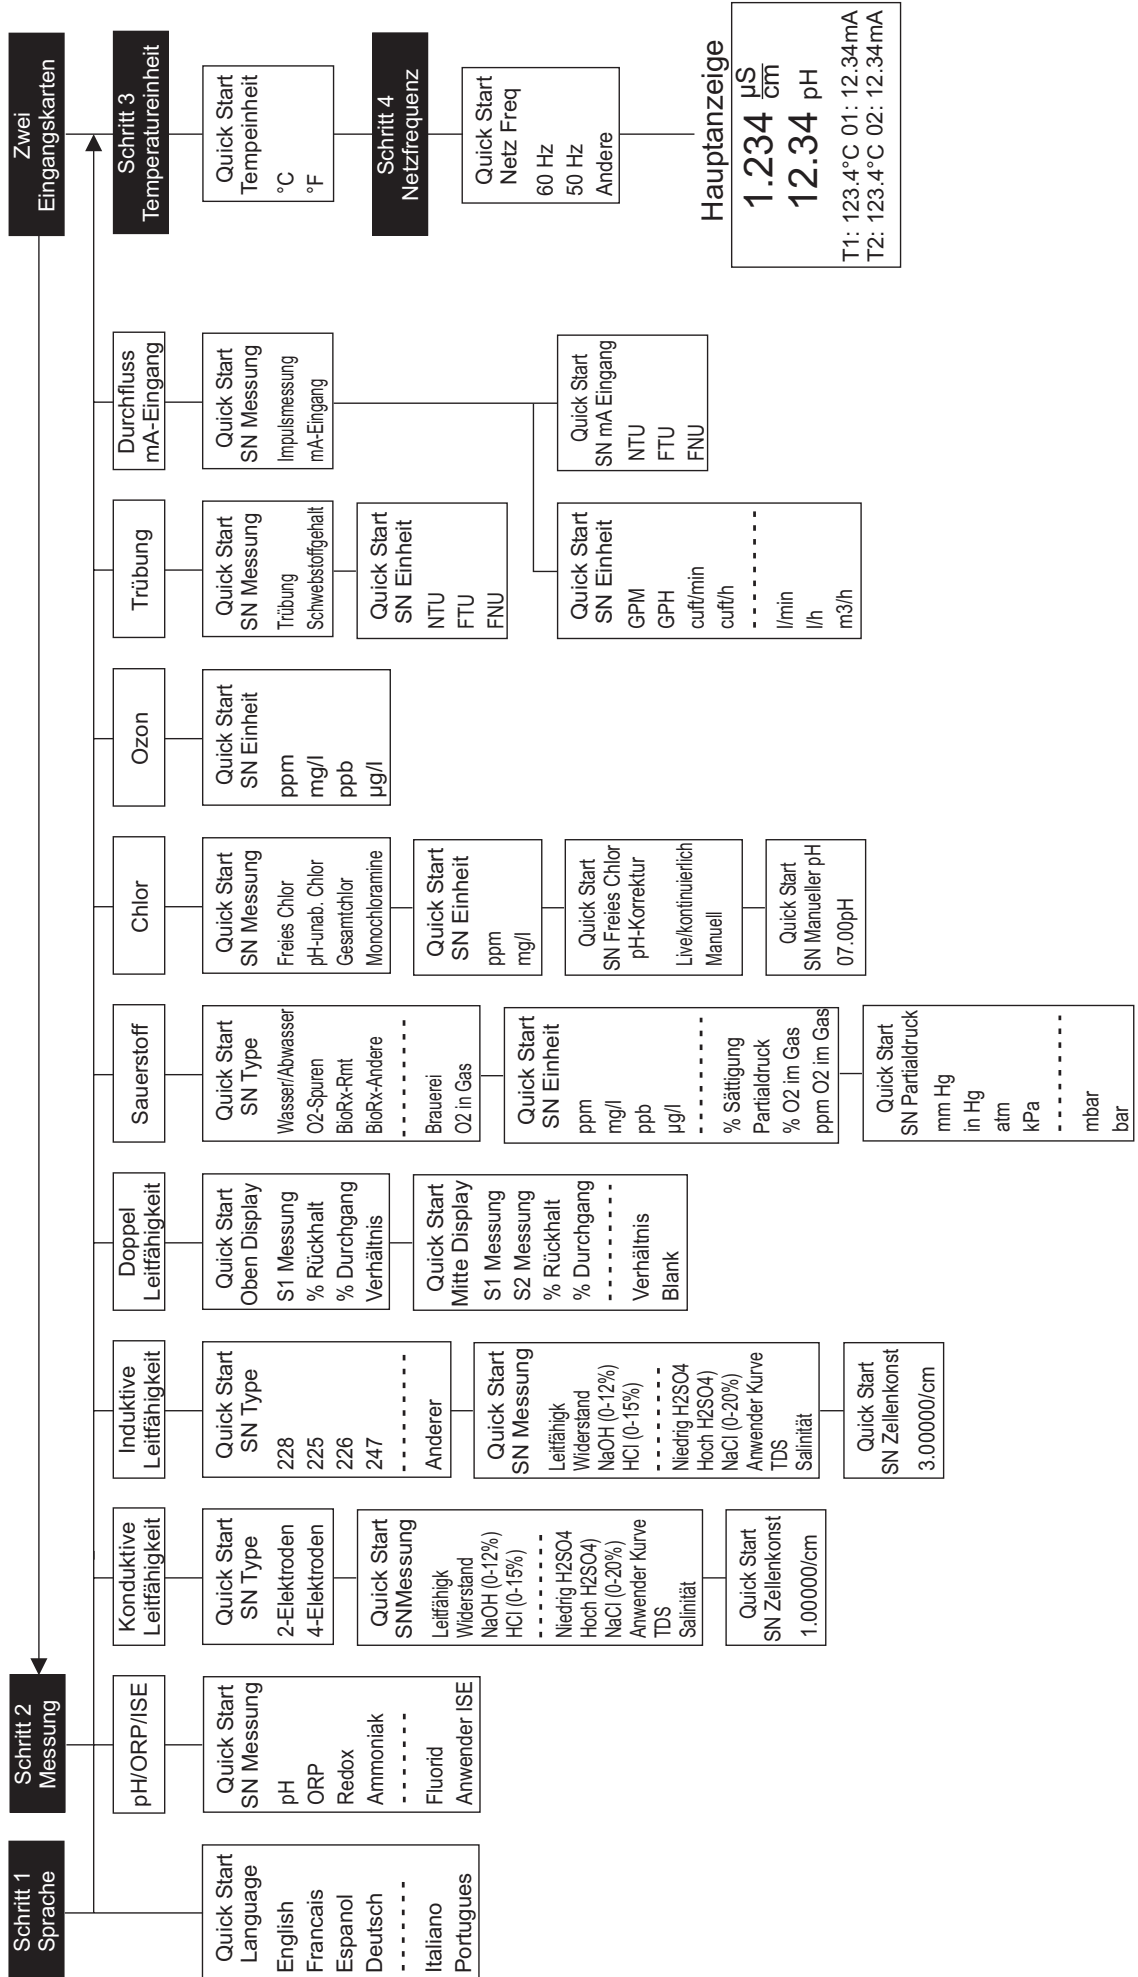 Schritt 1
Sprache
Quick Start
Language
English
Francais
Espanol
Deutsch
Italiano
Portugues
Schritt 2
Messung
pH/ORP/ISE
Quick Start
SN Messung
pH
ORP
Redox
Ammoniak
Fluorid
Anwender ISE
Konduktive
Leitfähigkeit
Quick Start
SN Type
2-Elektroden
4-Elektroden
Quick Start
SNMessung
Leitfähigk
Widerstand
NaOH (0-12%)
HCl (0-15%)
Niedrig H2SO4
Hoch H2SO4)
NaCl (0-20%)
Anwender Kurve
TDS
Salinität
Quick Start
SN Zellenkonst
1.00000/cm
Induktive
Leitfähigkeit
Quick Start
SN Type
228
225
226
247
Anderer
Quick Start
SN Messung
Leitfähigk
Widerstand
NaOH (0-12%)
HCl (0-15%)
Niedrig H2SO4
Hoch H2SO4)
NaCl (0-20%)
Anwender Kurve
TDS
Salinität
Quick Start
SN Zellenkonst
3.00000/cm
Doppel
Leitfähigkeit
Quick Start
Oben Display
S1 Messung
% Rückhalt
% Durchgang
Verhältnis
Quick Start
Mitte Display
S1 Messung
S2 Messung
% Rückhalt
% Durchgang
Verhältnis
Blank
Sauerstoff
Quick Start
SN Type
Wasser/Abwasser
O2-Spuren
BioRx-Rmt
BioRx-Andere
Brauerei
O2 in Gas
Quick Start
SN Einheit
ppm
mg/l
ppb
µg/l
% Sättigung
Partialdruck
% O2 im Gas
ppm O2 im Gas
Quick Start
SN Partialdruck
mm Hg
in Hg
atm
kPa
mbar
bar
Chlor
Quick Start
SN Messung
Freies Chlor
pH-unab. Chlor
Gesamtchlor
Monochloramine
Quick Start
SN Einheit
ppm
mg/l
Quick Start
SN Freies Chlor
pH-Korrektur
Live/kontinuierlich
Manuell
Quick Start
SN Manueller pH
07.00pH
Ozon
Quick Start
SN Einheit
ppm
mg/l
ppb
µg/l
Trübung
Quick Start
SN Messung
Trübung
Schwebstoffgehalt
Quick Start
SN Einheit
NTU
FTU
FNU
Durchfluss
mA-Eingang
Quick Start
SN Messung
Impulsmessung
mA-Eingang
Quick Start
SN Einheit
GPM
GPH
cuft/min
cuft/h
l/min
l/h
m3/h
Quick Start
SN mA Eingang
NTU
FTU
FNU
Zwei
Eingangskarten
Schritt 3
Temperatureinheit
Quick Start
Tempeinheit
°C
°F
Schritt 4
Netzfrequenz
Quick Start
Netz Freq
60 Hz
50 Hz
Andere
Hauptanzeige
1.234 µS
cm
12.34 pH
T1: 123.4°C 01: 12.34mA
T2: 123.4°C 02: 12.34mA